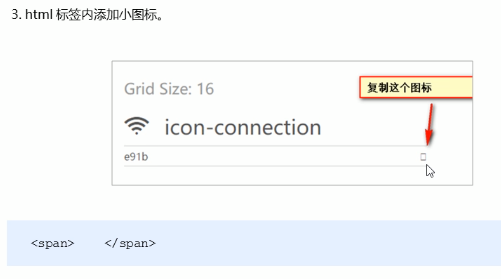 3. html 标签内添加小图标。
Grid Size: 16
复制这个图标
icon-connection
e91b
<span>    </span>